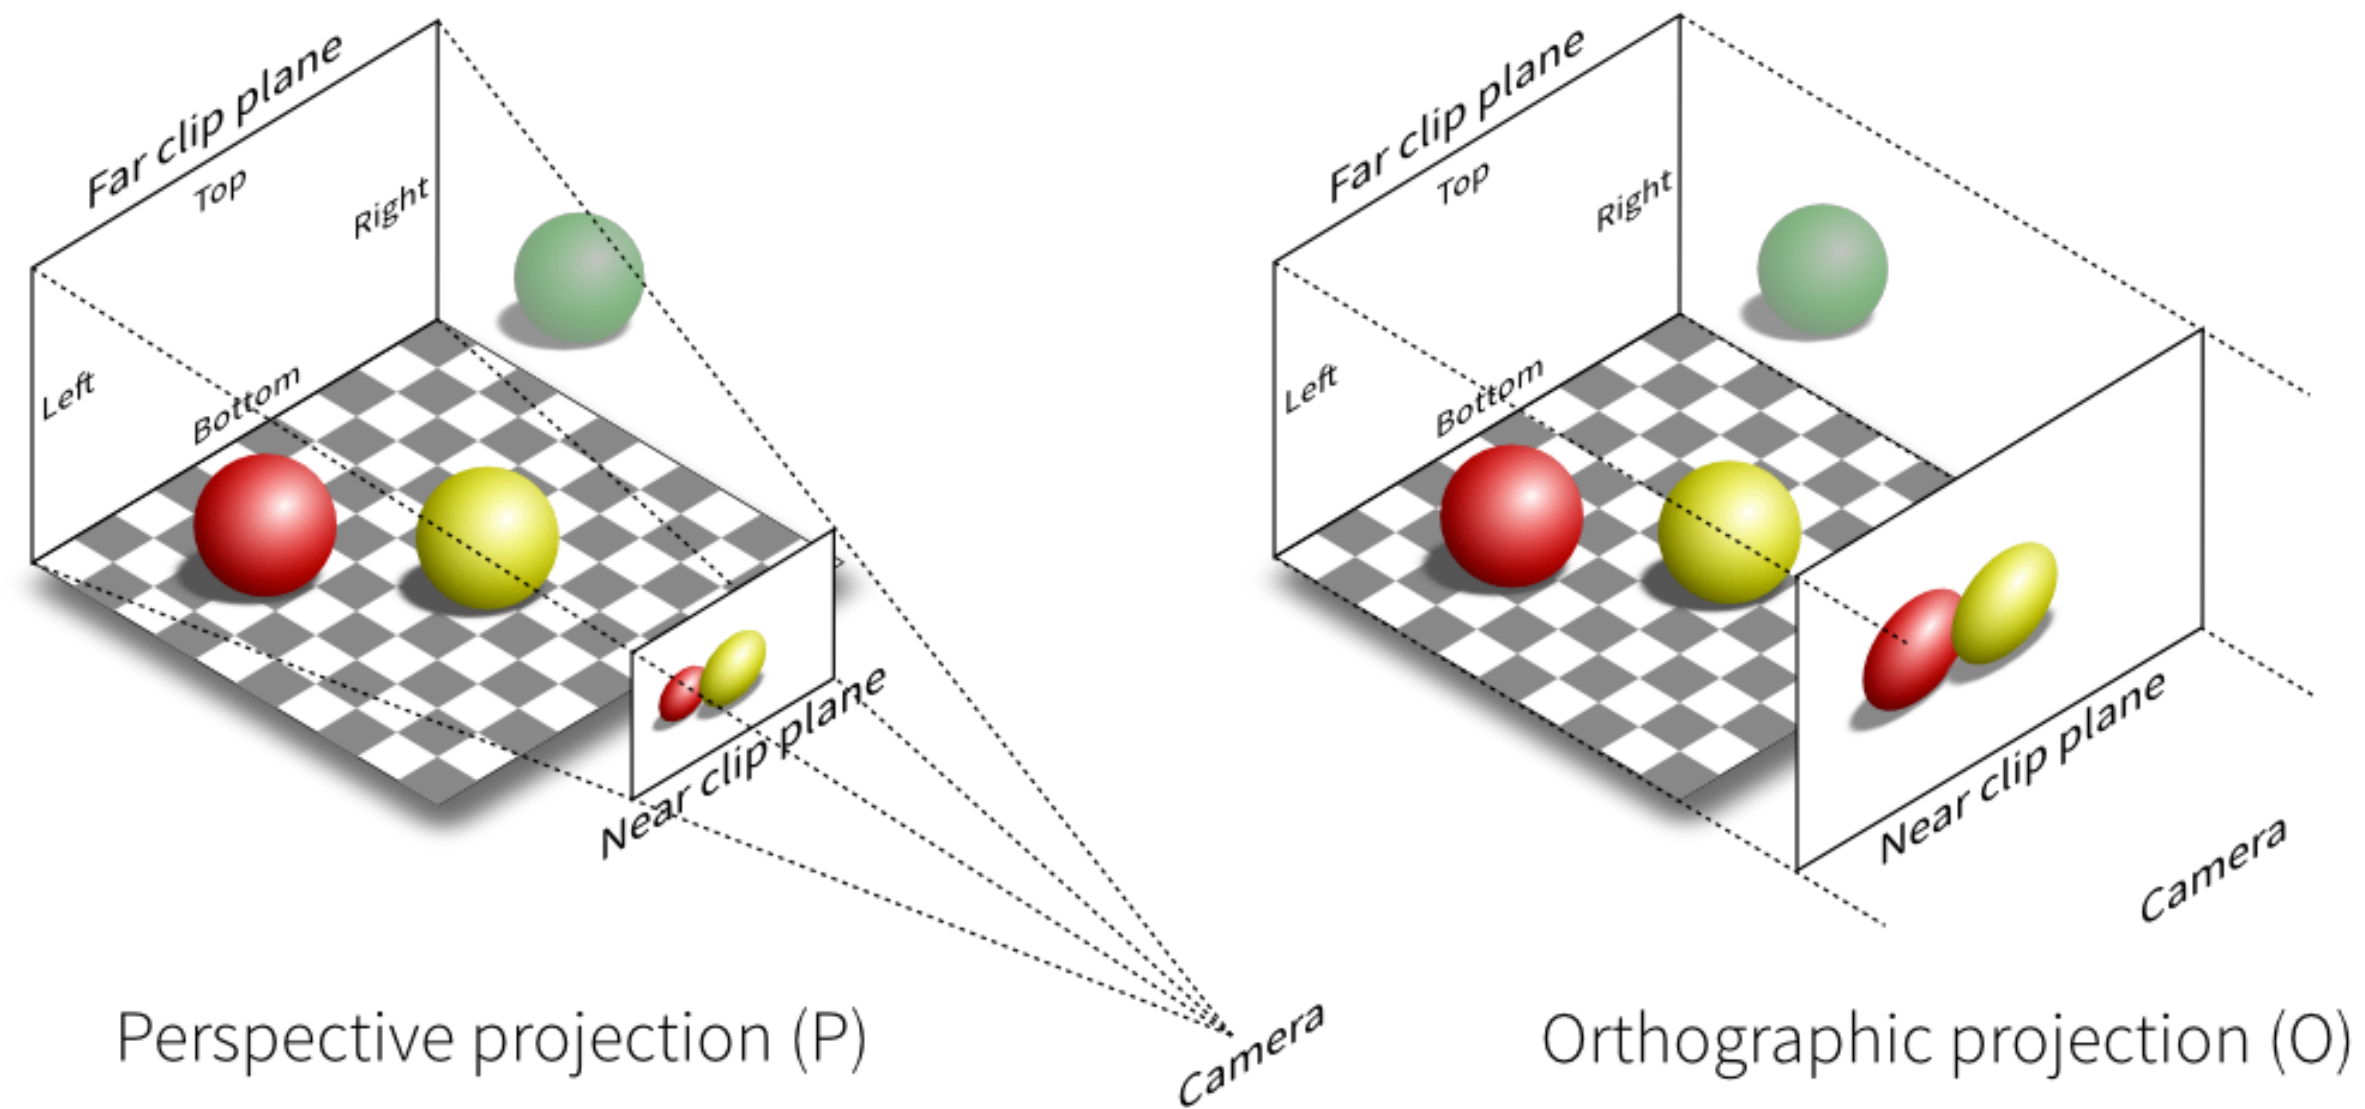 Far clip plane
Top
Right
Left
Bottom
Near clip plane
Camera
Perspective projection (P)
Far clip plane
Top
Right
Left
Bottom
Near clip plane
Camera
Orthographic projection (O)